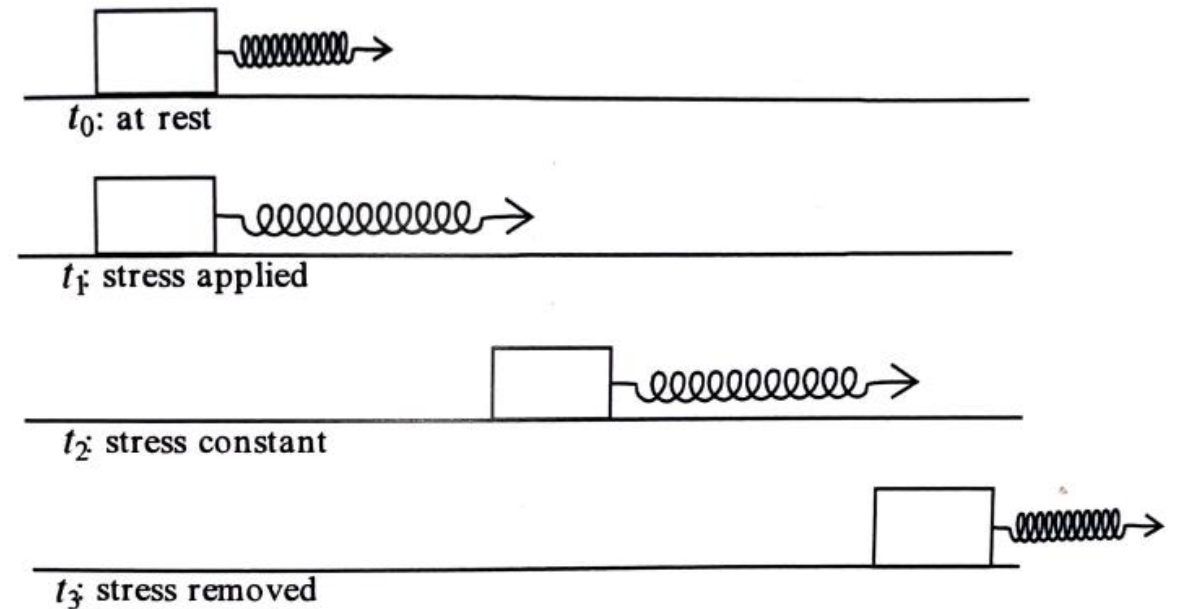 t₀: at rest
t₁: stress applied
t₂: stress constant
t₃: stress removed